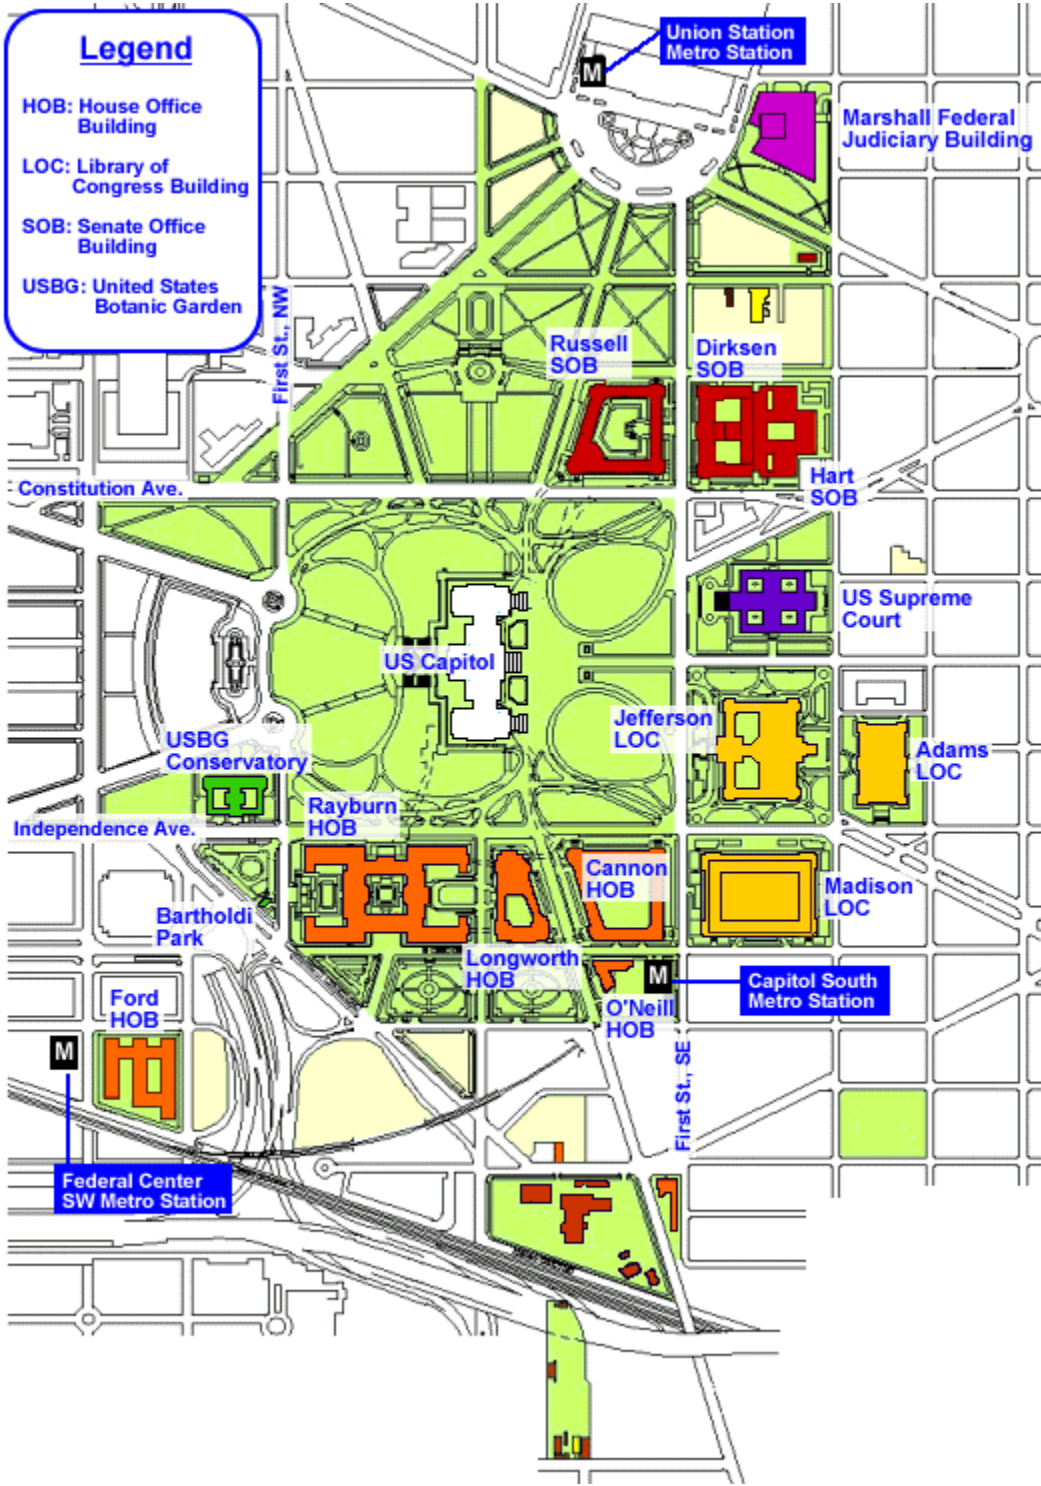 Legend
HOB: House Office
Building
LOC: Library of
Congress Building
SOB: Senate Office
Building
USBG: United States
Botanic Garden
Union Station
Metro Station
M
Marshall Federal
Judiciary Building
First St., NW
Russell
SOB
Dirksen
SOB
Hart
SOB
Constitution Ave.
US Supreme
Court
US Capitol
Jefferson
LOC
Adams
LOC
USBG
Conservatory
Rayburn
HOB
Independence Ave.
Cannon
HOB
Madison
LOC
Bartholdi
Park
Longworth
HOB
M
Capitol South
Metro Station
O'Neill
HOB
Ford
HOB
M
First St., SE
Federal Center
SW Metro Station